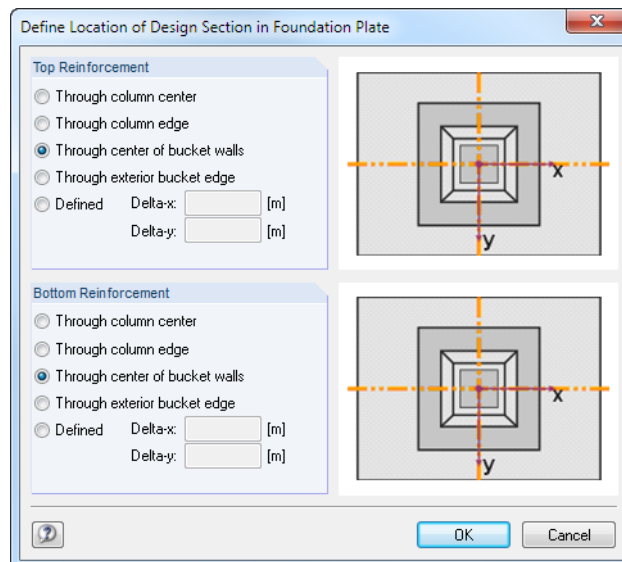 Define Location of Design Section in Foundation Plate
Top Reinforcement
Through column center
Through column edge
Through center of bucket walls
Through exterior bucket edge
Defined Delta-x: [m]
Delta-y: [m]
x
y
Bottom Reinforcement
Through column center
Through column edge
Through center of bucket walls
Through exterior bucket edge
Defined Delta-x: [m]
Delta-y: [m]
x
y
OK Cancel